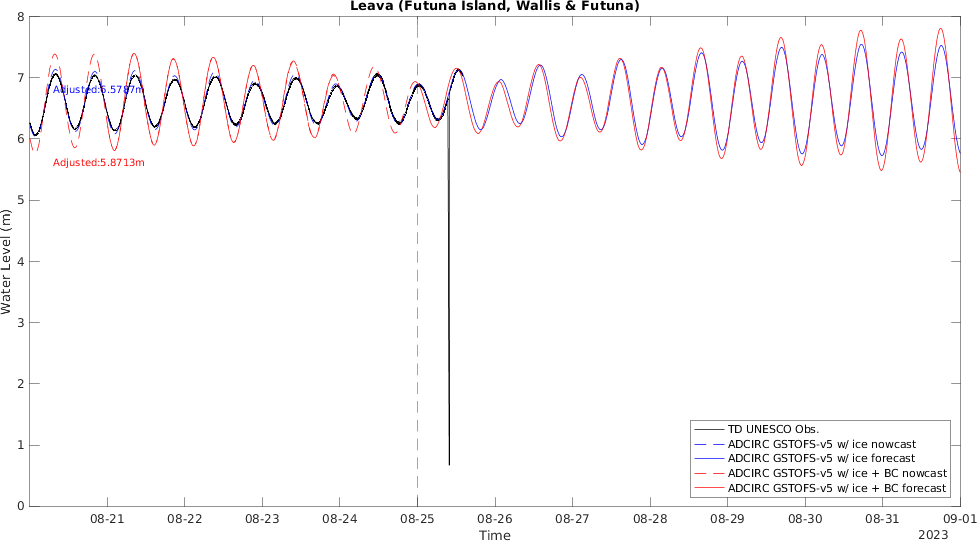 Leava (Futuna Island, Wallis & Futuna)
8
7
6
5
4
3
2
1
0
Water Level (m)
Adjusted:6.5787m
Adjusted:5.8713m
TD UNESCO Obs.
ADCIRC GSTOFS-v5 w/ ice nowcast
ADCIRC GSTOFS-v5 w/ ice forecast
ADCIRC GSTOFS-v5 w/ ice + BC nowcast
ADCIRC GSTOFS-v5 w/ ice + BC forecast
08-21 08-22 08-23 08-24 08-25 08-26 08-27 08-28 08-29 08-30 08-31 09-01
Time
2023